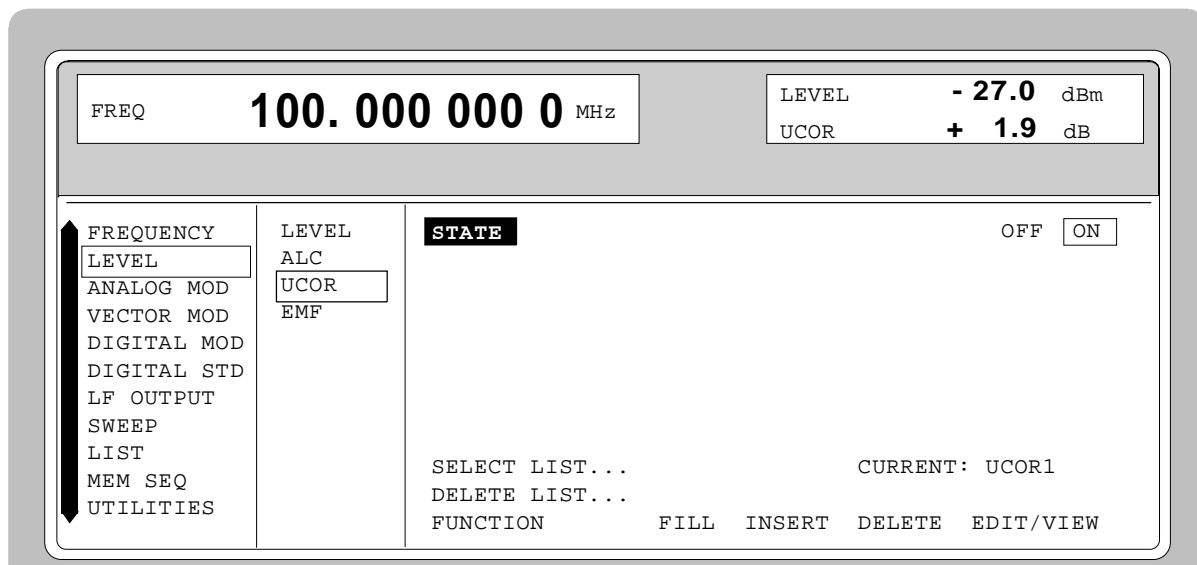 FREQ 100. 000 000 0 MHz
LEVEL - 27.0 dBm
UCOR + 1.9 dB
FREQUENCY
LEVEL
ANALOG MOD
VECTOR MOD
DIGITAL MOD
DIGITAL STD
LF OUTPUT
SWEEP
LIST
MEM SEQ
UTILITIES
LEVEL
ALC
UCOR
EMF
STATE OFF ON
SELECT LIST... CURRENT: UCOR1
DELETE LIST...
FUNCTION FILL INSERT DELETE EDIT/VIEW